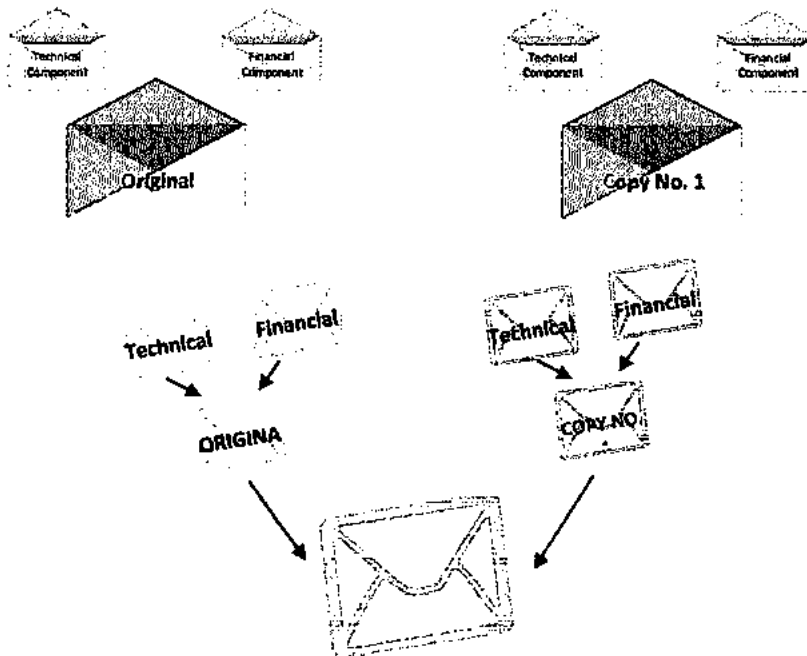 Technical
Component
Financial
Component
Technical
Component
Financial
Component
Original
Copy No. 1
Technical
Financial
Technical
Financial
ORIGINA
COPY NO
.